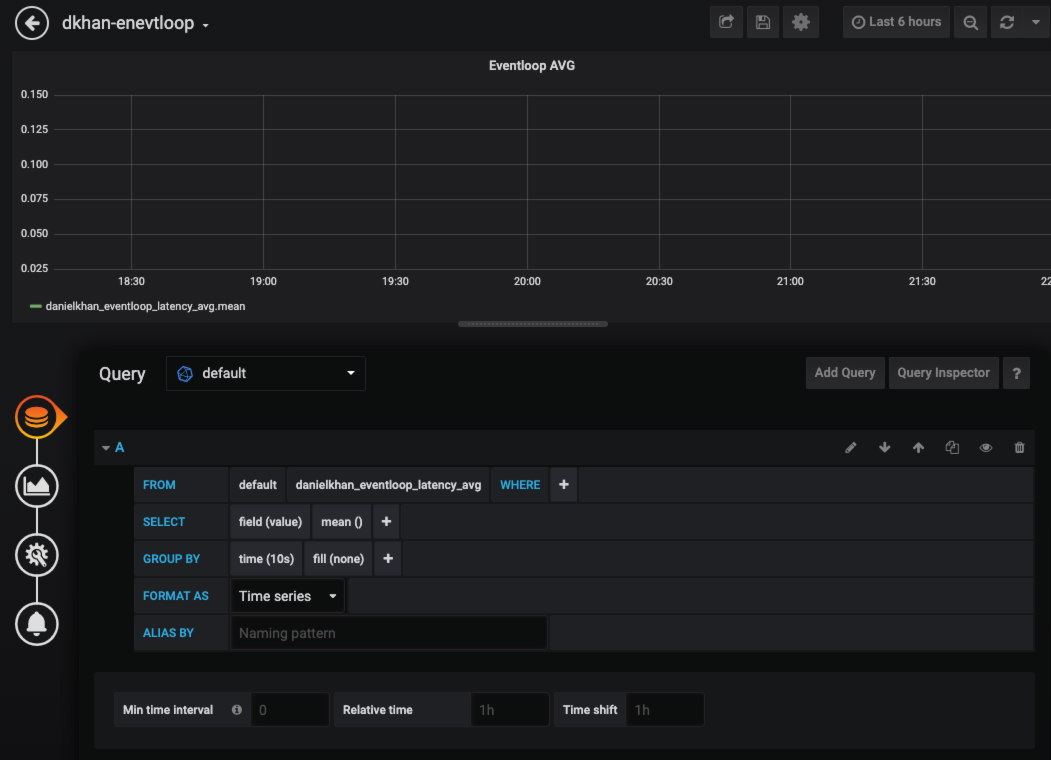 dkhan-enevtloop
Last 6 hours
Eventloop AVG
0.150
0.125
0.100
0.075
0.050
0.025
18:30 19:00 19:30 20:00 20:30 21:00 21:30 22
danielkhan_eventloop_latency_avg.mean
Query default Add Query Query Inspector ?
A
FROM default danielkhan_eventloop_latency_avg WHERE +
SELECT field (value) mean () +
GROUP BY time (10s) fill (none) +
FORMAT AS Time series
ALIAS BY Naming pattern
Min time interval 0 Relative time 1h Time shift 1h